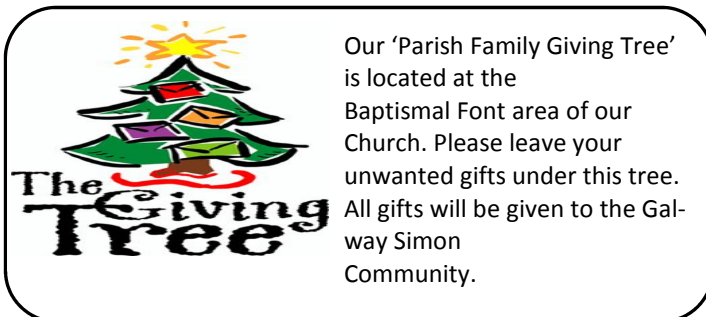 The Giving
Tree
Our ‘Parish Family Giving Tree’
is located at the
Baptismal Font area of our
Church. Please leave your
unwanted gifts under this tree.
All gifts will be given to the Gal-
way Simon
Community.